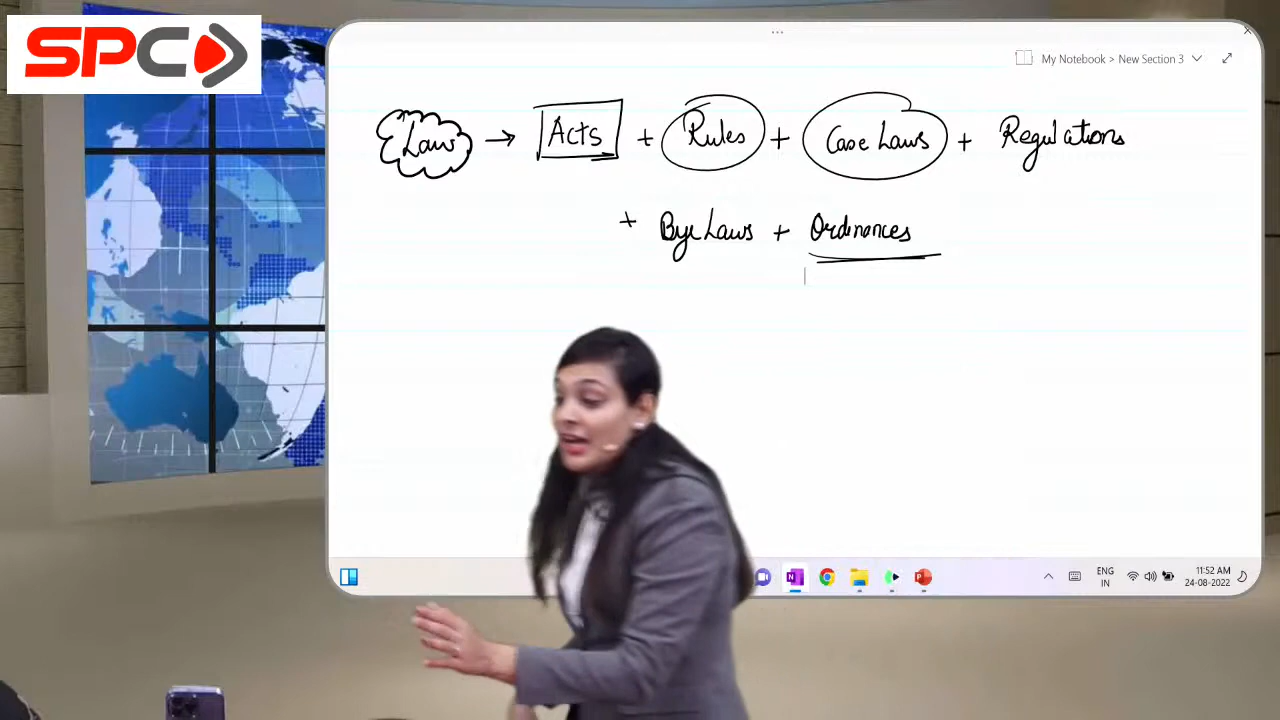 SPC
My Notebook > New Section 3
Law → Acts + Rules + Case Laws + Regulations
+ Bye Laws + Ordinances
ENG
IN
11:52 AM
24-08-2022